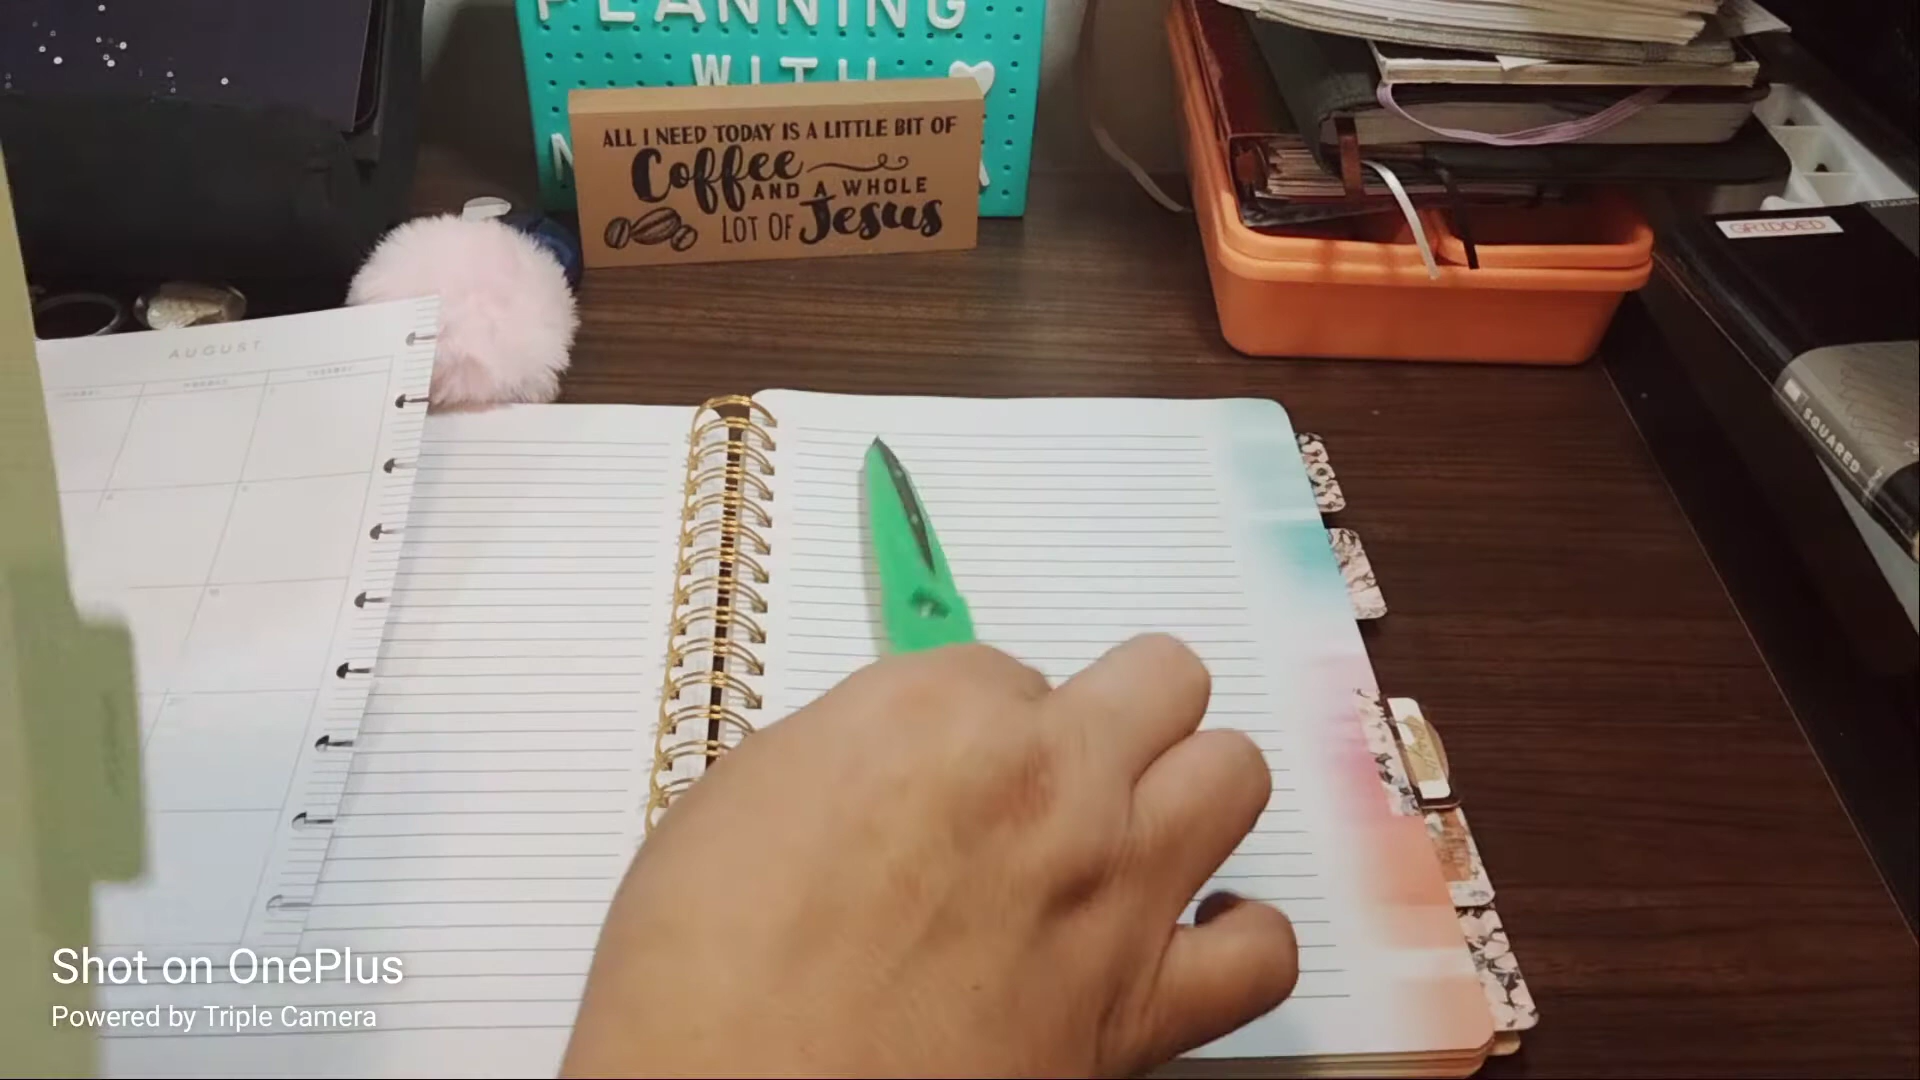 PLANNING
WITH
ALL I NEED TODAY IS A LITTLE BIT OF
Coffee AND A WHOLE
LOT OF Jesus
GRIDDED
SQUARED
AUGUST
Shot on OnePlus
Powered by Triple Camera